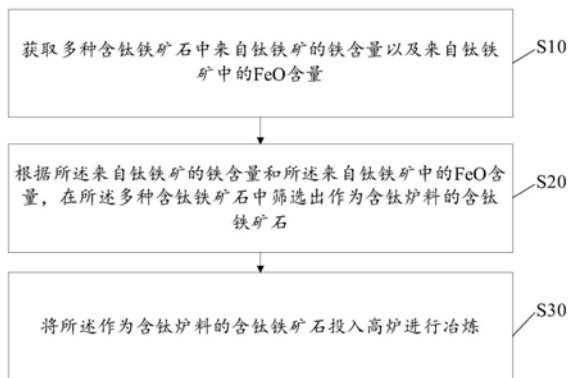 获取多种含钛铁矿石中来自钛铁矿的铁含量以及来自钛铁
矿中的FeO含量
S10
根据所述来自钛铁矿的铁含量和所述来自钛铁矿中的FeO含
量，在所述多种含钛铁矿石中筛选出作为含钛炉料的含钛
铁矿石
S20
将所述作为含钛炉料的含钛铁矿石投入高炉进行冶炼
S30